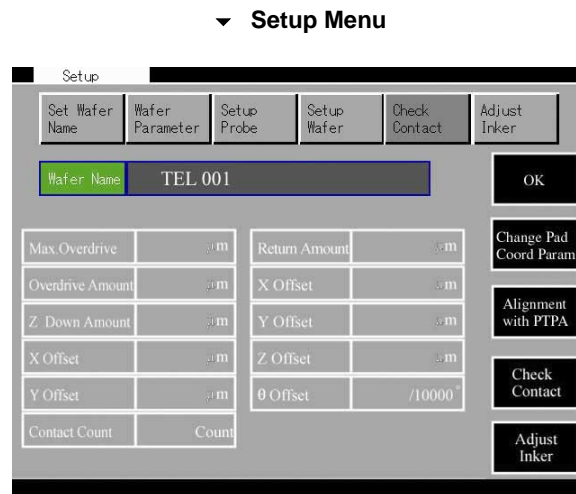 Setup Menu
Setup
Set Wafer Name
Wafer Parameter
Setup Probe
Setup Wafer
Check Contact
Adjust Inker
Wafer Name TEL 001
OK
Change Pad Coord Param
Alignment with PTPA
Check Contact
Adjust Inker
Max.Overdrive μm Return Amount μm
Overdrive Amount μm X Offset μm
Z Down Amount μm Y Offset μm
X Offset μm Z Offset μm
Y Offset μm θ Offset /10000°
Contact Count Count